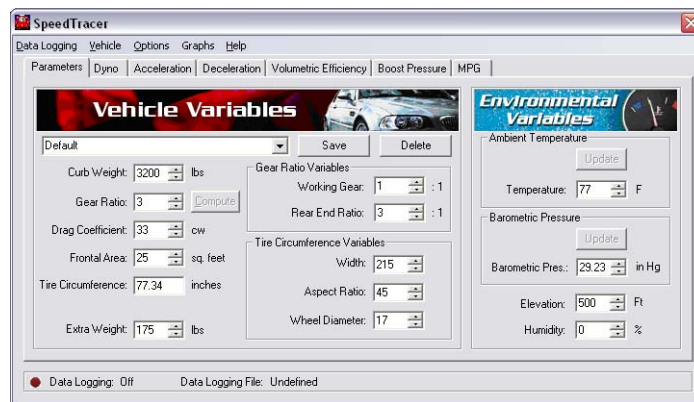 SpeedTracer
Data Logging Vehicle Options Graphs Help
Parameters Dyno Acceleration Deceleration Volumetric Efficiency Boost Pressure MPG
Vehicle Variables
Default Save Delete
Curb Weight: 3200 lbs
Gear Ratio: 3 Compute
Drag Coefficient: 33 cw
Frontal Area: 25 sq. feet
Tire Circumference: 77.34 inches
Extra Weight: 175 lbs
Gear Ratio Variables
Working Gear: 1 : 1
Rear End Ratio: 3 : 1
Tire Circumference Variables
Width: 215
Aspect Ratio: 45
Wheel Diameter: 17
Environmental
Variables
Ambient Temperature
Update
Temperature: 77 F
Barometric Pressure
Update
Barometric Pres.: 29.23 in Hg
Elevation: 500 Ft
Humidity: 0 %
Data Logging: Off Data Logging File: Undefined